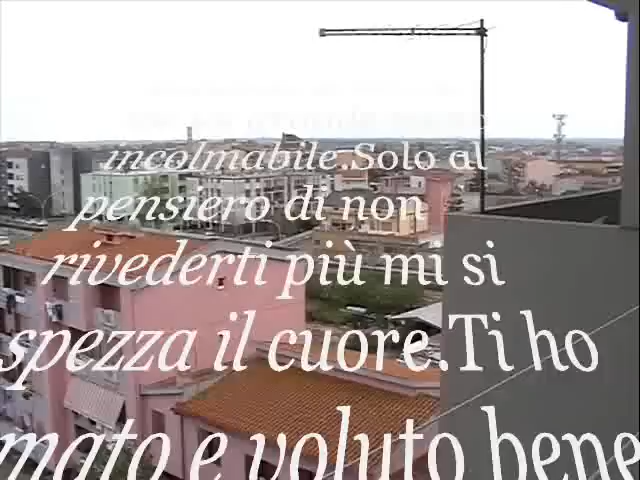 incolmabile.Solo al
pensiero di non
rivederti più mi si
spezza il cuore.Ti ho
mato e voluto bene